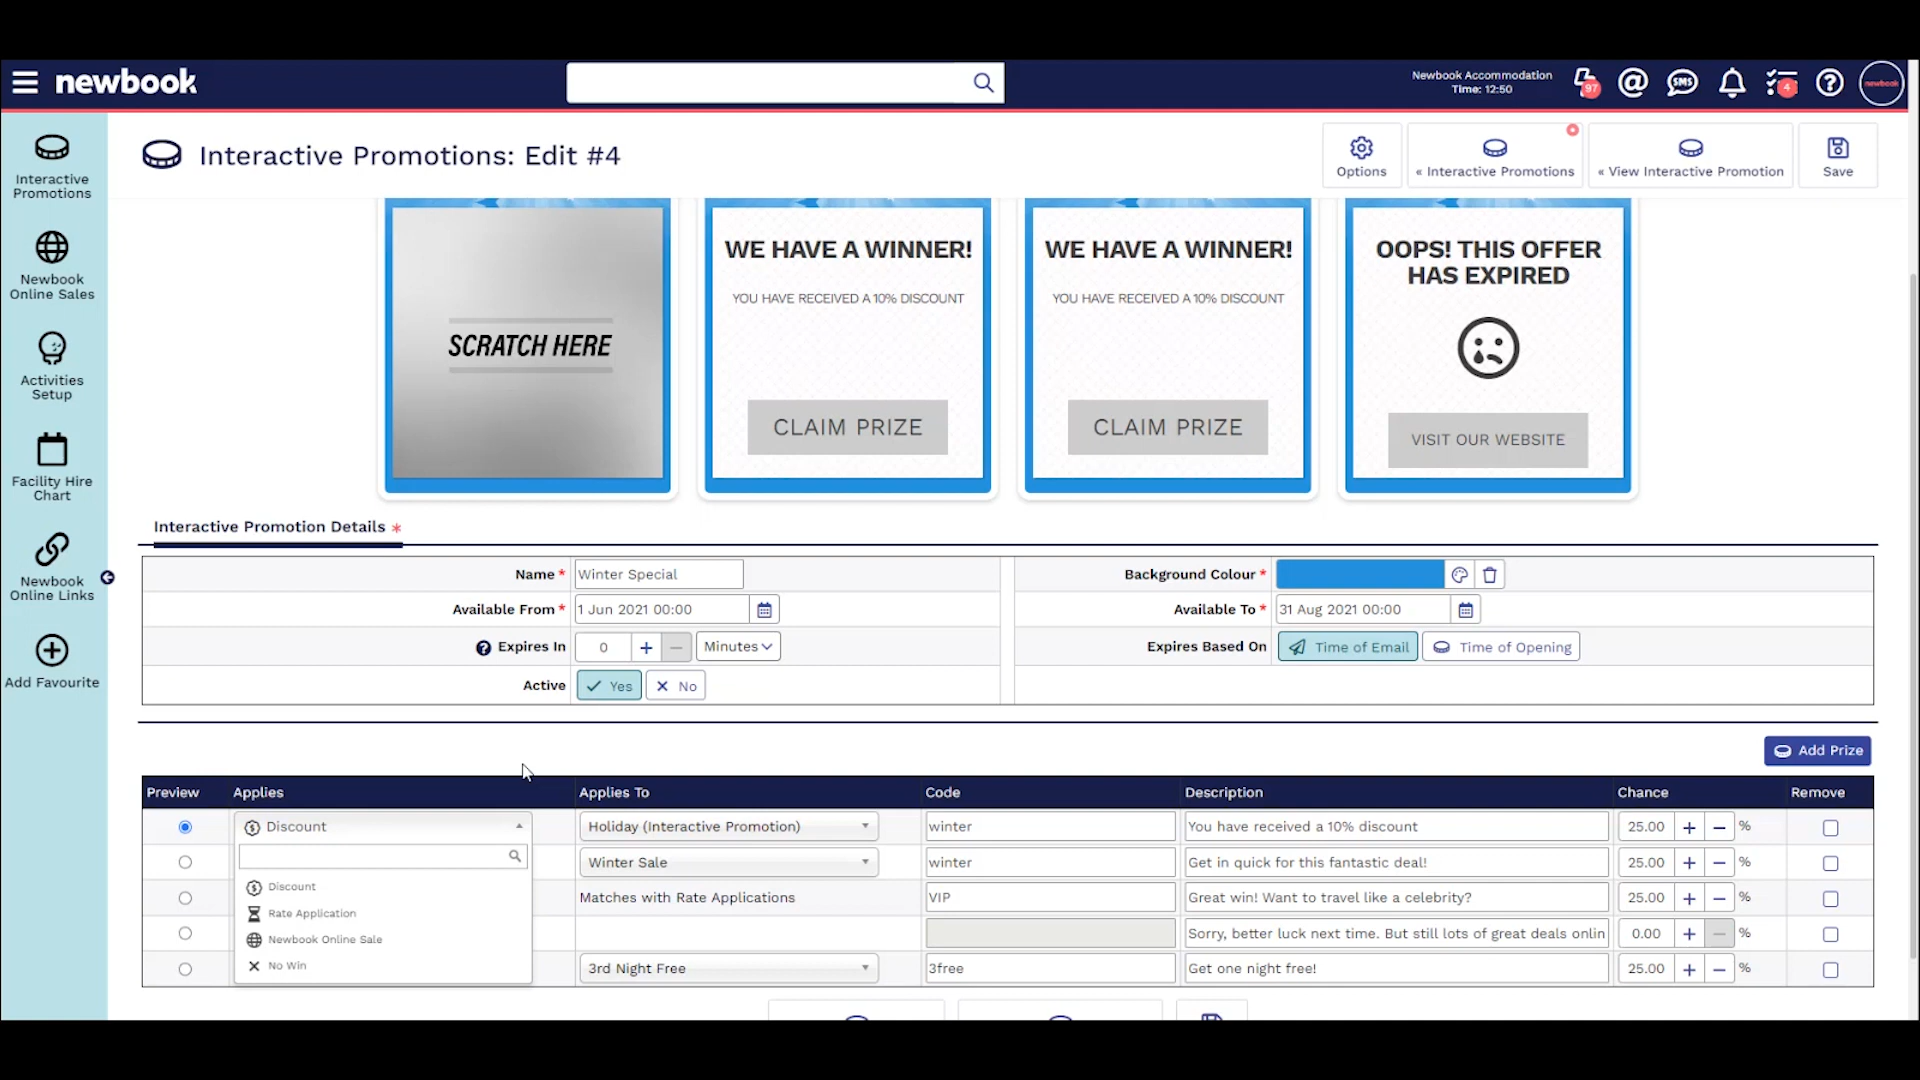 newbook
Newbook Accommodation
Time: 12:50
97
SMS
4
newbook
Interactive Promotions
Newbook Online Sales
Activities Setup
Facility Hire Chart
Newbook Online Links
Add Favourite
Interactive Promotions: Edit #4
Options
« Interactive Promotions
« View Interactive Promotion
Save
SCRATCH HERE
WE HAVE A WINNER!
YOU HAVE RECEIVED A 10% DISCOUNT
CLAIM PRIZE
WE HAVE A WINNER!
YOU HAVE RECEIVED A 10% DISCOUNT
CLAIM PRIZE
OOPS! THIS OFFER
HAS EXPIRED
VISIT OUR WEBSITE
Interactive Promotion Details *
Name * Winter Special
Background Colour *
Available From * 1 Jun 2021 00:00
Available To * 31 Aug 2021 00:00
Expires In 0 + − Minutes
Expires Based On Time of Email Time of Opening
Active Yes No
Add Prize
Preview Applies Applies To Code Description Chance Remove
Discount Holiday (Interactive Promotion) winter You have received a 10% discount 25.00 + − %
Winter Sale winter Get in quick for this fantastic deal! 25.00 + − %
Discount Matches with Rate Applications VIP Great win! Want to travel like a celebrity? 25.00 + − %
Rate Application
Newbook Online Sale Sorry, better luck next time. But still lots of great deals onlin 0.00 + − %
No Win 3rd Night Free 3free Get one night free! 25.00 + − %